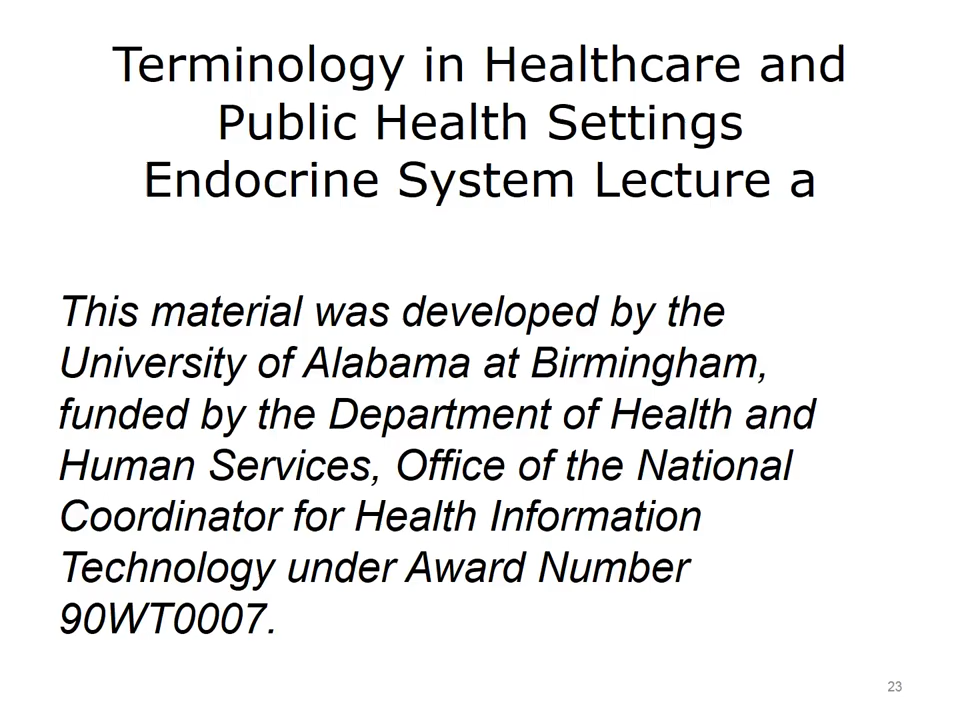 Terminology in Healthcare and
Public Health Settings
Endocrine System Lecture a
This material was developed by the
University of Alabama at Birmingham,
funded by the Department of Health and
Human Services, Office of the National
Coordinator for Health Information
Technology under Award Number
90WT0007.
23